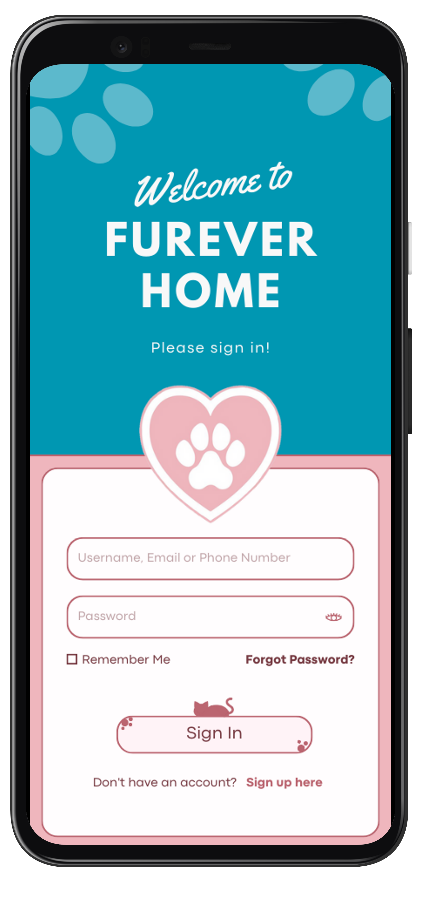 Welcome to
FUREVER
HOME
Please sign in!
Username, Email or Phone Number
Password
Remember Me Forgot Password?
Sign In
Don't have an account? Sign up here